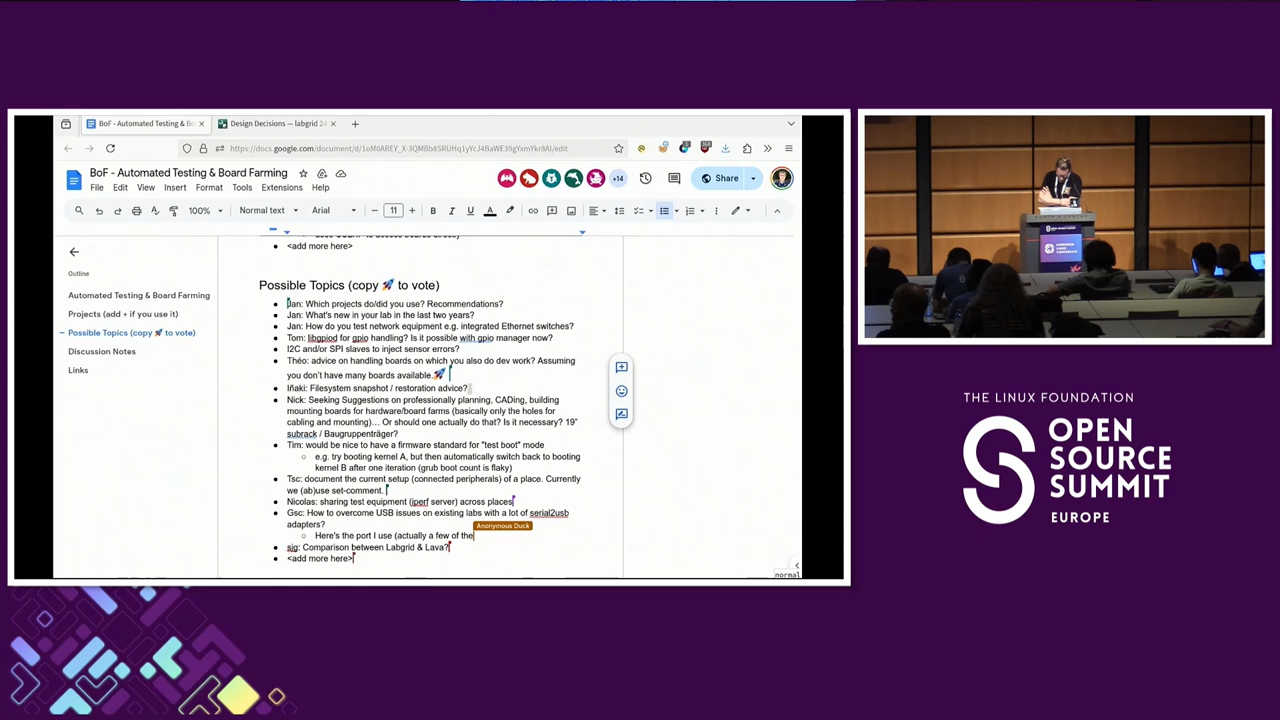 BoF - Automated Testing & B
Design Decisions — labgrid 24
https://docs.google.com/document/d/
/edit
BoF - Automated Testing & Board Farming
File Edit View Insert Format Tools Extensions Help
+14
Share
100%
Normal text
Arial
11
<add more here>
Outline
Automated Testing & Board Farming
Projects (add + if you use it)
Possible Topics (copy 🚀 to vote)
Discussion Notes
Links
Possible Topics (copy 🚀 to vote)
Jan: Which projects do/did you use? Recommendations?
Jan: What's new in your lab in the last two years?
Jan: How do you test network equipment e.g. integrated Ethernet switches?
Tom: libgpiod for gpio handling? Is it possible with gpio manager now?
I2C and/or SPI slaves to inject sensor errors?
Théo: advice on handling boards on which you also do dev work? Assuming
you don't have many boards available.🚀
Iñaki: Filesystem snapshot / restoration advice?
Nick: Seeking Suggestions on professionally planning, CADing, building
mounting boards for hardware/board farms (basically only the holes for
cabling and mounting)… Or should one actually do that? Is it necessary? 19"
subrack / Baugruppenträger?
Tim: would be nice to have a firmware standard for "test boot" mode
e.g. try booting kernel A, but then automatically switch back to booting
kernel B after one iteration (grub boot count is flaky)
Tsc: document the current setup (connected peripherals) of a place. Currently
we (ab)use set-comment.
Nicolas: sharing test equipment (iperf server) across places
Gsc: How to overcome USB issues on existing labs with a lot of serial2usb
adapters?
Anonymous Duck
Here's the port I use (actually a few of the
sjg: Comparison between Labgrid & Lava?
<add more here>
normal
THE LINUX FOUNDATION
OPEN
SOURCE
SUMMIT
EUROPE